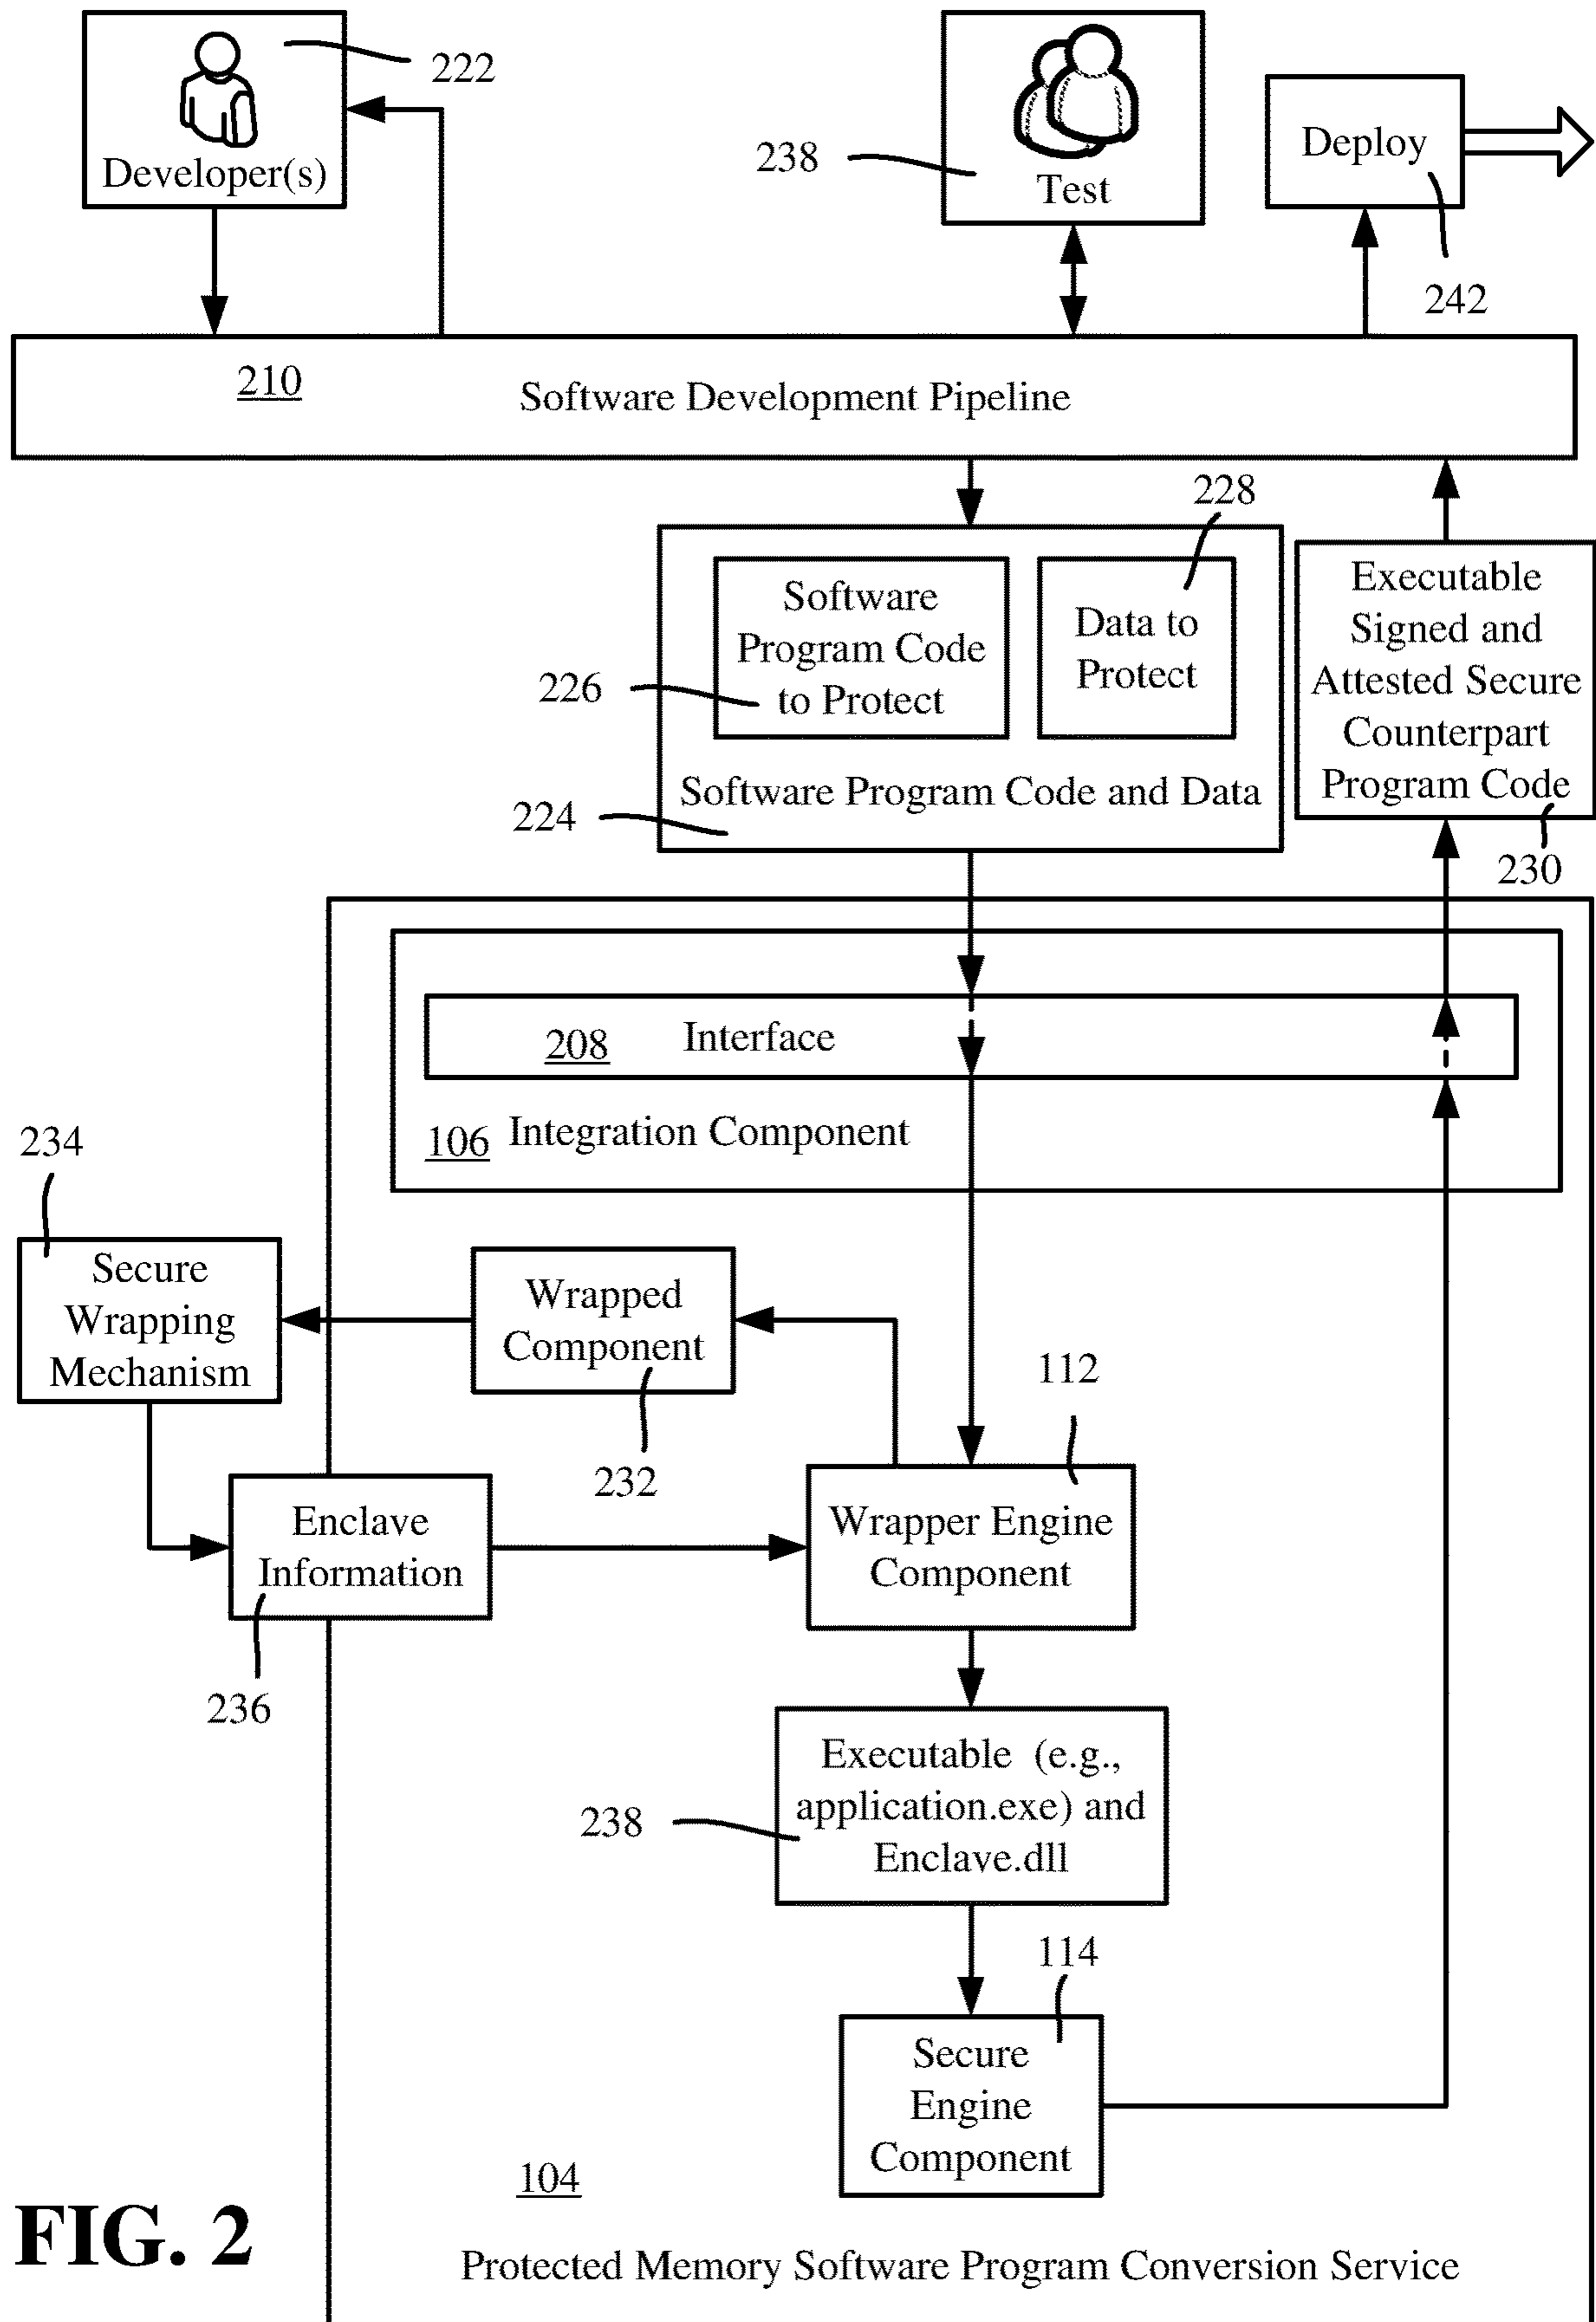 222
Developer(s)
238
Test
Deploy
242
210
Software Development Pipeline
228
Software
Program Code
to Protect
Data to
Protect
226
Software Program Code and Data
224
Executable
Signed and
Attested Secure
Counterpart
Program Code
230
208
Interface
106
Integration Component
234
Secure
Wrapping
Mechanism
Wrapped
Component
232
112
Enclave
Information
236
Wrapper Engine
Component
Executable (e.g.,
application.exe) and
Enclave.dll
238
114
Secure
Engine
Component
104
FIG. 2
Protected Memory Software Program Conversion Service